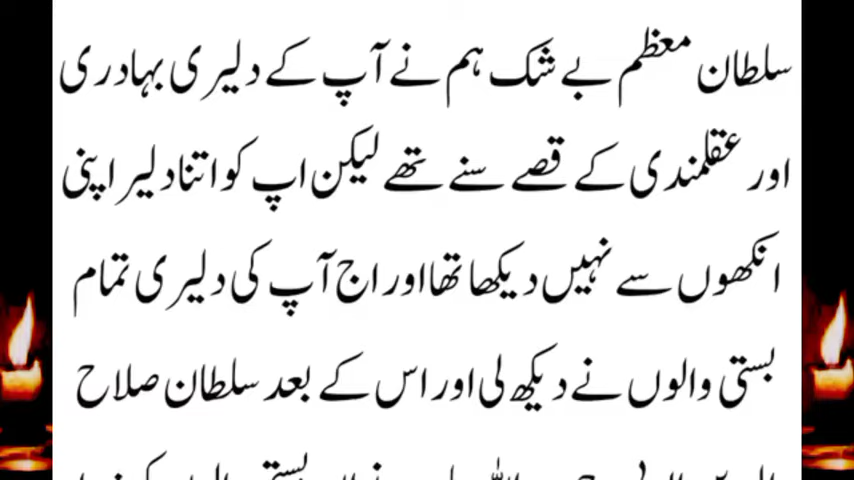 سلطان معظم بے شک ہم نے آپ کے دلیری بہادری
اور عقلمندی کے قصے سنے تھے لیکن اپ کو اتنا دلیر اپنی
انکھوں سے نہیں دیکھا تھا اور اج آپ کی دلیری تمام
بستی والوں نے دیکھ لی اور اس کے بعد سلطان صلاح